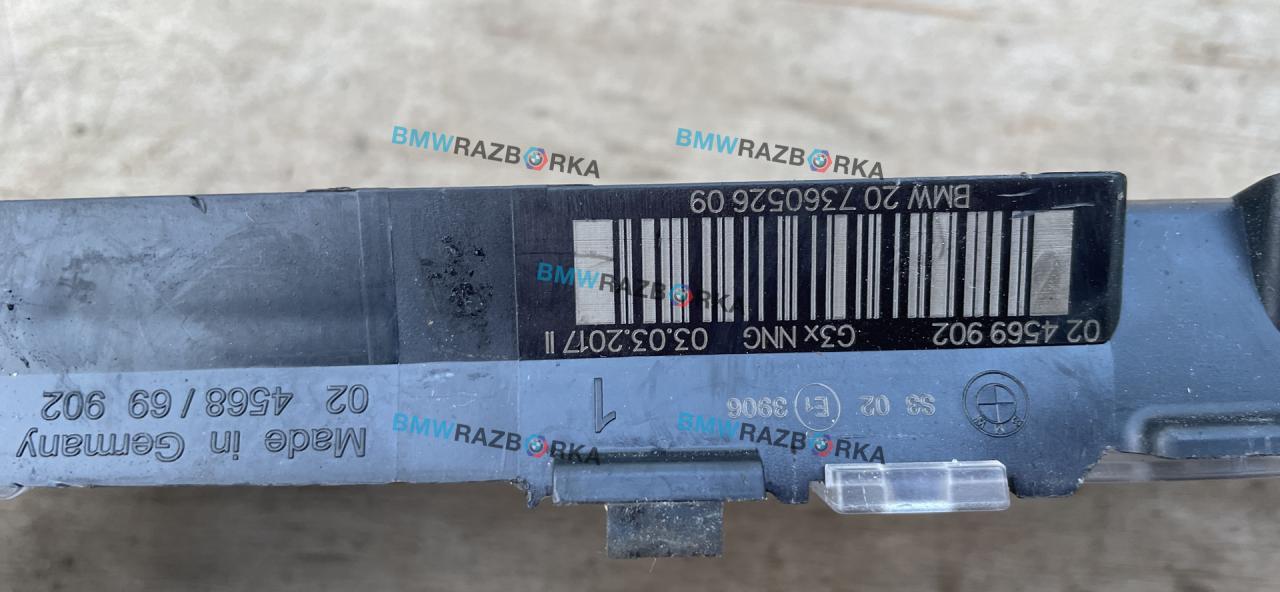 Made in Germany
02 4568 / 69 902
1
S3 02 E1 3906
02 4569 902 G3x NNG 03.03.2017 II
BMW 20 7360526 09
BMWRAZBORKA
BMWRAZBORKA
BMWRAZBORKA
BMWRAZBORKA
BMWRAZBORKA